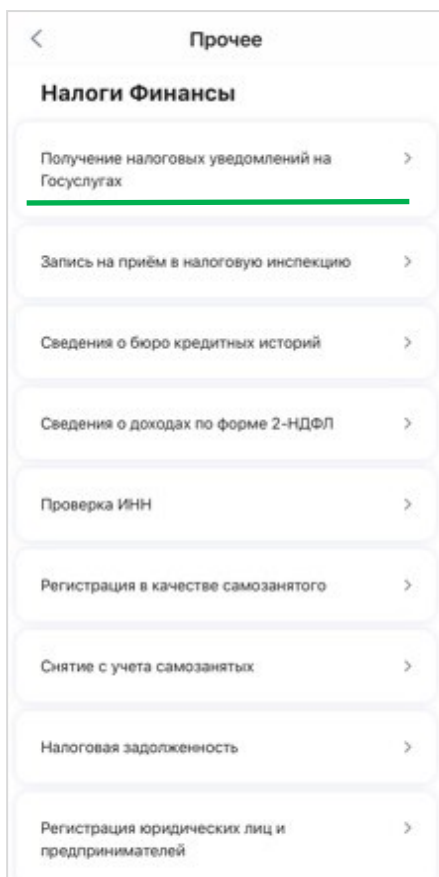 Прочее
Налоги Финансы
Получение налоговых уведомлений на
Госуслугах
Запись на приём в налоговую инспекцию
Сведения о бюро кредитных историй
Сведения о доходах по форме 2-НДФЛ
Проверка ИНН
Регистрация в качестве самозанятого
Снятие с учета самозанятых
Налоговая задолженность
Регистрация юридических лиц и
предпринимателей